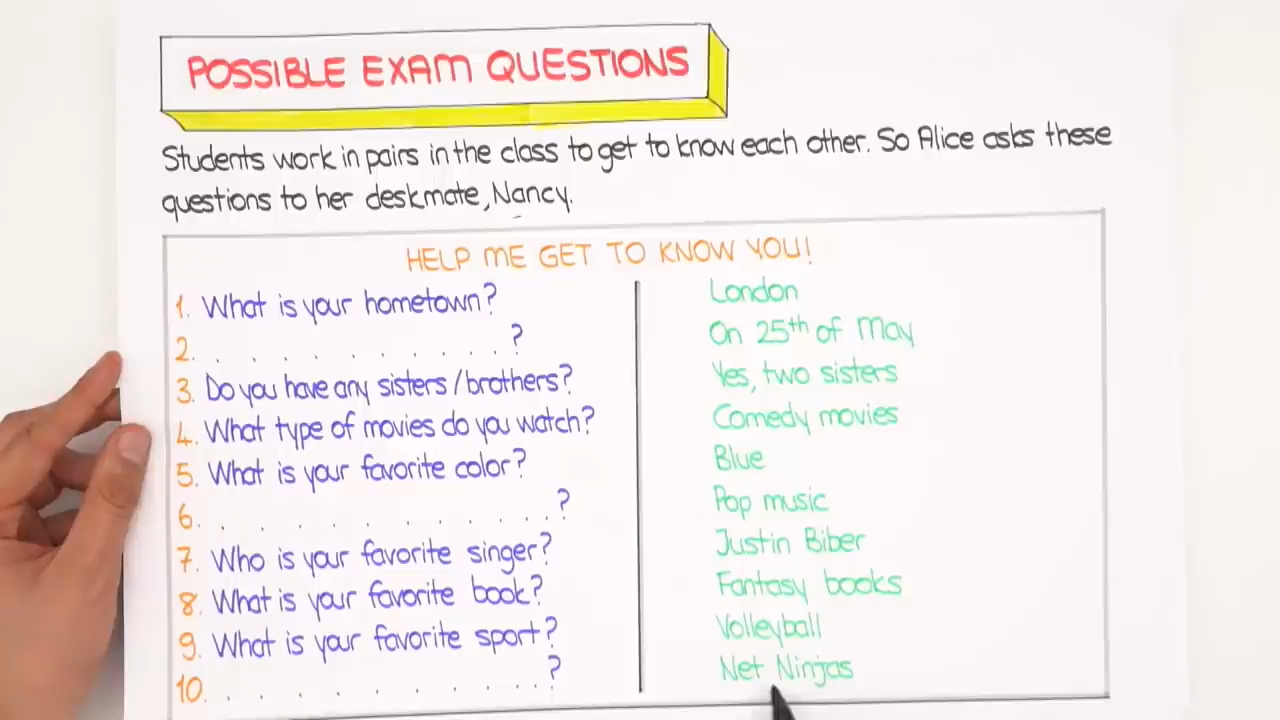 POSSIBLE EXAM QUESTIONS
Students work in pairs in the class to get to know each other. So Alice asks these
questions to her deskmate, Nancy.
HELP ME GET TO KNOW YOU!
1. What is your hometown? London
2. . . . . . . . . . . ? On 25th of May
3. Do you have any sisters/brothers? Yes, two sisters
4. What type of movies do you watch? Comedy movies
5. What is your favorite color? Blue
6. . . . . . . . . . . . ? Pop music
7. Who is your favorite singer? Justin Biber
8. What is your favorite book? Fantasy books
9. What is your favorite sport? Volleyball
10. . . . . . . . . . . . ? Net Ninjas